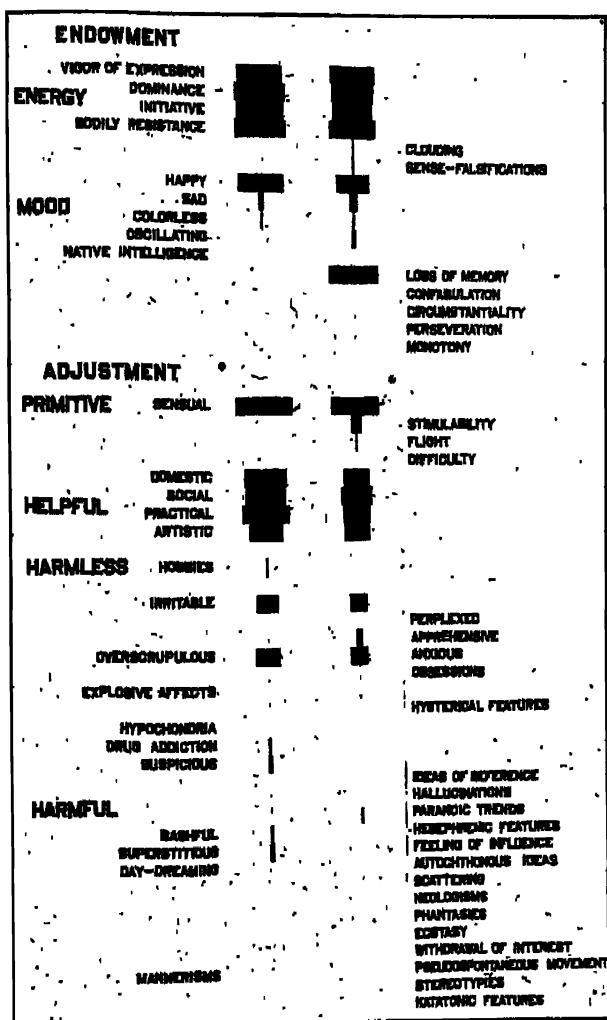 ENDOWMENT
VIGOR OF EXPRESSION
DOMINANCE
ENERGY
INITIATIVE
BODILY RESISTANCE
CLOUDING
SENSE-FALSIFICATIONS
HAPPY
SAD
MOOD
COLORLESS
OSCILLATING
NATIVE INTELLIGENCE
LOSS OF MEMORY
CONFABULATION
CIRCUMSTANTIALITY
PERSEVERATION
MONOTONY
ADJUSTMENT
PRIMITIVE SENSUAL
STIMULABILITY
FLIGHT
DIFFICULTY
DOMESTIC
SOCIAL
HELPFUL
PRACTICAL
ARTISTIC
HARMLESS HOBBIES
IRRITABLE
PERPLEXED
APPREHENSIVE
ANXIOUS
OVERSCRUPULOUS
OBSESSIONS
EXPLOSIVE AFFECTS
HYSTERICAL FEATURES
HYPOCHONDRIA
DRUG ADDICTION
SUSPICIOUS
IDEAS OF REFERENCE
HALLUCINATIONS
HARMFUL
PARANOIC TRENDS
HEBEPHRENIC FEATURES
BASHFUL
FEELING OF INFLUENCE
SUPERSTITIOUS
AUTOCHTHONOUS IDEAS
DAY-DREAMING
SCATTERING
NEOLOGISMS
PHANTASIES
ECSTASY
WITHDRAWAL OF INTEREST
PSEUDOSPONTANEOUS MOVEMENT
MANNERISMS
STEREOTYPIES
KATATONIC FEATURES